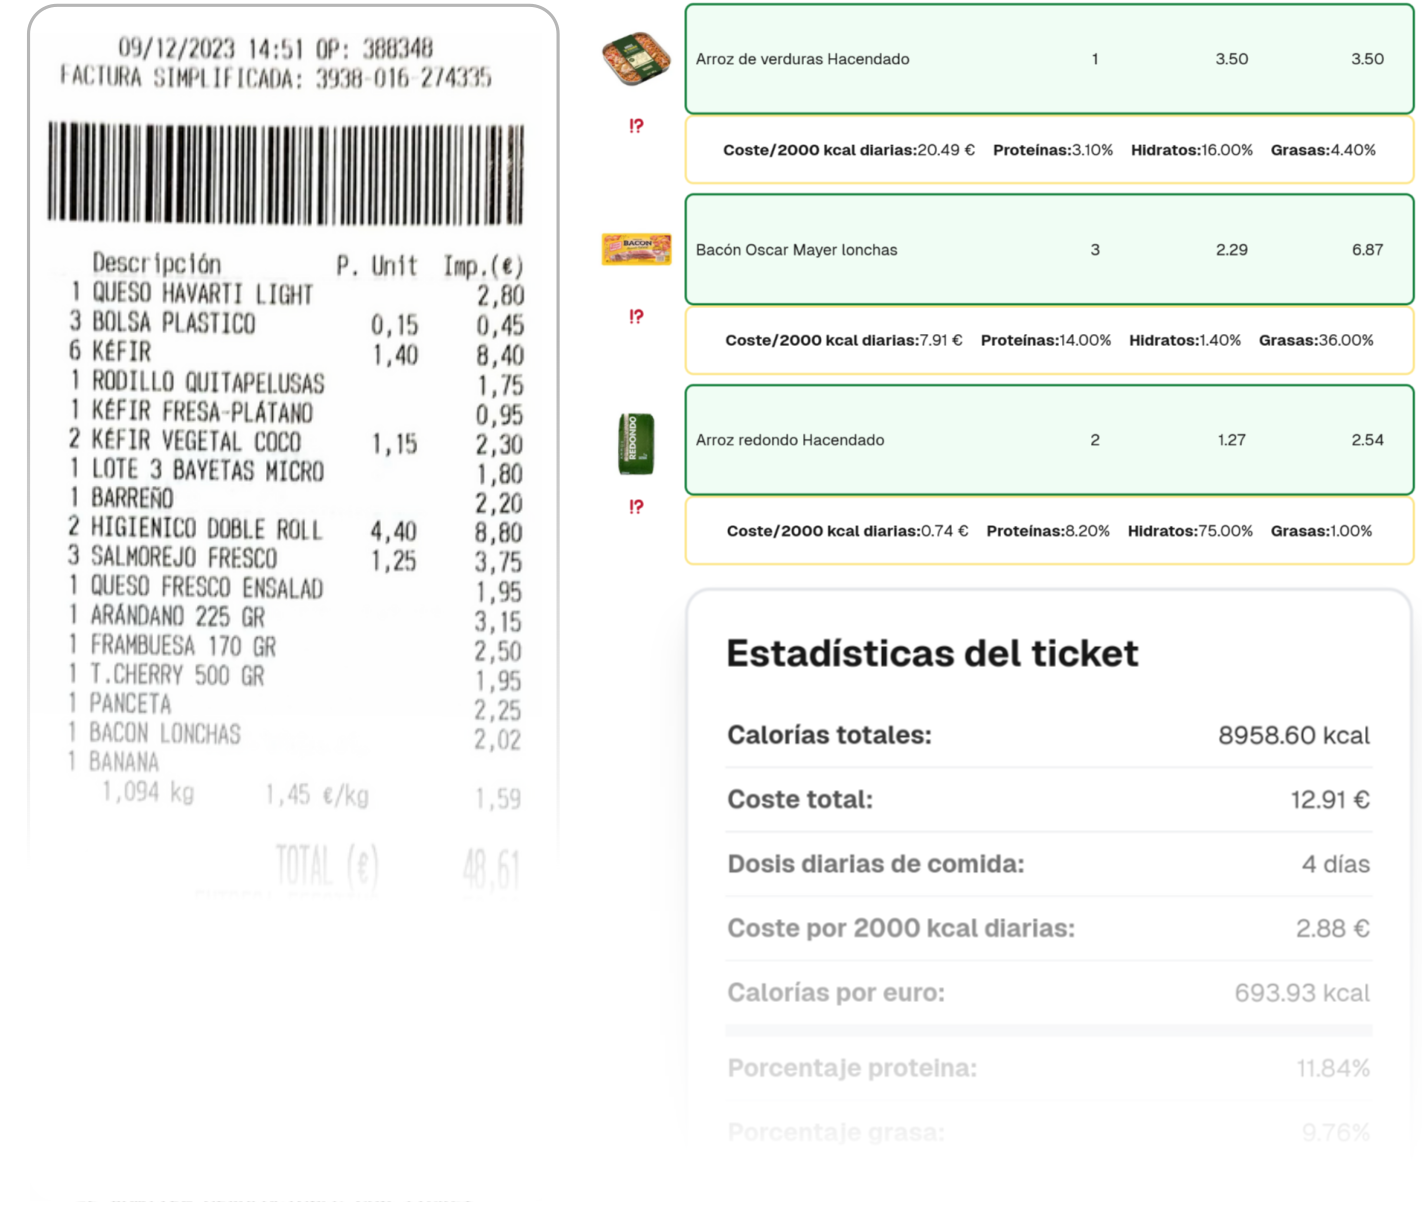 09/12/2023 14:51 OP: 388348
FACTURA SIMPLIFICADA: 3938-016-274335
Descripción P. Unit Imp.(€)
1 QUESO HAVARTI LIGHT 2,80
3 BOLSA PLASTICO 0,15 0,45
6 KÉFIR 1,40 8,40
1 RODILLO QUITAPELUSAS 1,75
1 KÉFIR FRESA-PLÁTANO 0,95
2 KÉFIR VEGETAL COCO 1,15 2,30
1 LOTE 3 BAYETAS MICRO 1,80
1 BARREÑO 2,20
2 HIGIENICO DOBLE ROLL 4,40 8,80
3 SALMOREJO FRESCO 1,25 3,75
1 QUESO FRESCO ENSALAD 1,95
1 ARÁNDANO 225 GR 3,15
1 FRAMBUESA 170 GR 2,50
1 T.CHERRY 500 GR 1,95
1 PANCETA 2,25
1 BACON LONCHAS 2,02
1 BANANA
1,094 kg 1,45 €/kg 1,59
TOTAL (€) 48,61
Arroz de verduras Hacendado 1 3.50 3.50
!?
Coste/2000 kcal diarias:20.49 € Proteínas:3.10% Hidratos:16.00% Grasas:4.40%
BACON
Bacón Oscar Mayer lonchas 3 2.29 6.87
!?
Coste/2000 kcal diarias:7.91 € Proteínas:14.00% Hidratos:1.40% Grasas:36.00%
REDONDO
Arroz redondo Hacendado 2 1.27 2.54
!?
Coste/2000 kcal diarias:0.74 € Proteínas:8.20% Hidratos:75.00% Grasas:1.00%
Estadísticas del ticket
Calorías totales: 8958.60 kcal
Coste total: 12.91 €
Dosis diarias de comida: 4 días
Coste por 2000 kcal diarias: 2.88 €
Calorías por euro: 693.93 kcal
Porcentaje proteina: 11.84%
Porcentaje grasa: 9.76%